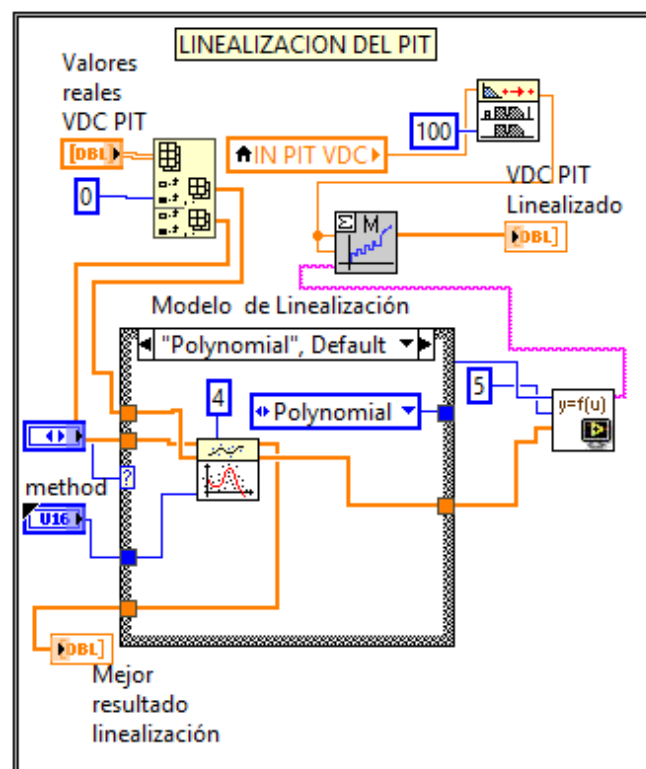 LINEALIZACION DEL PIT
Valores
reales
VDC PIT
[DBL]
0
IN PIT VDC
100
Σ M
VDC PIT
Linealizado
DBL]
Modelo de Linealización
"Polynomial", Default
4
Polynomial
5
y=f(u)
?
method
U16
DBL]
Mejor
resultado
linealización